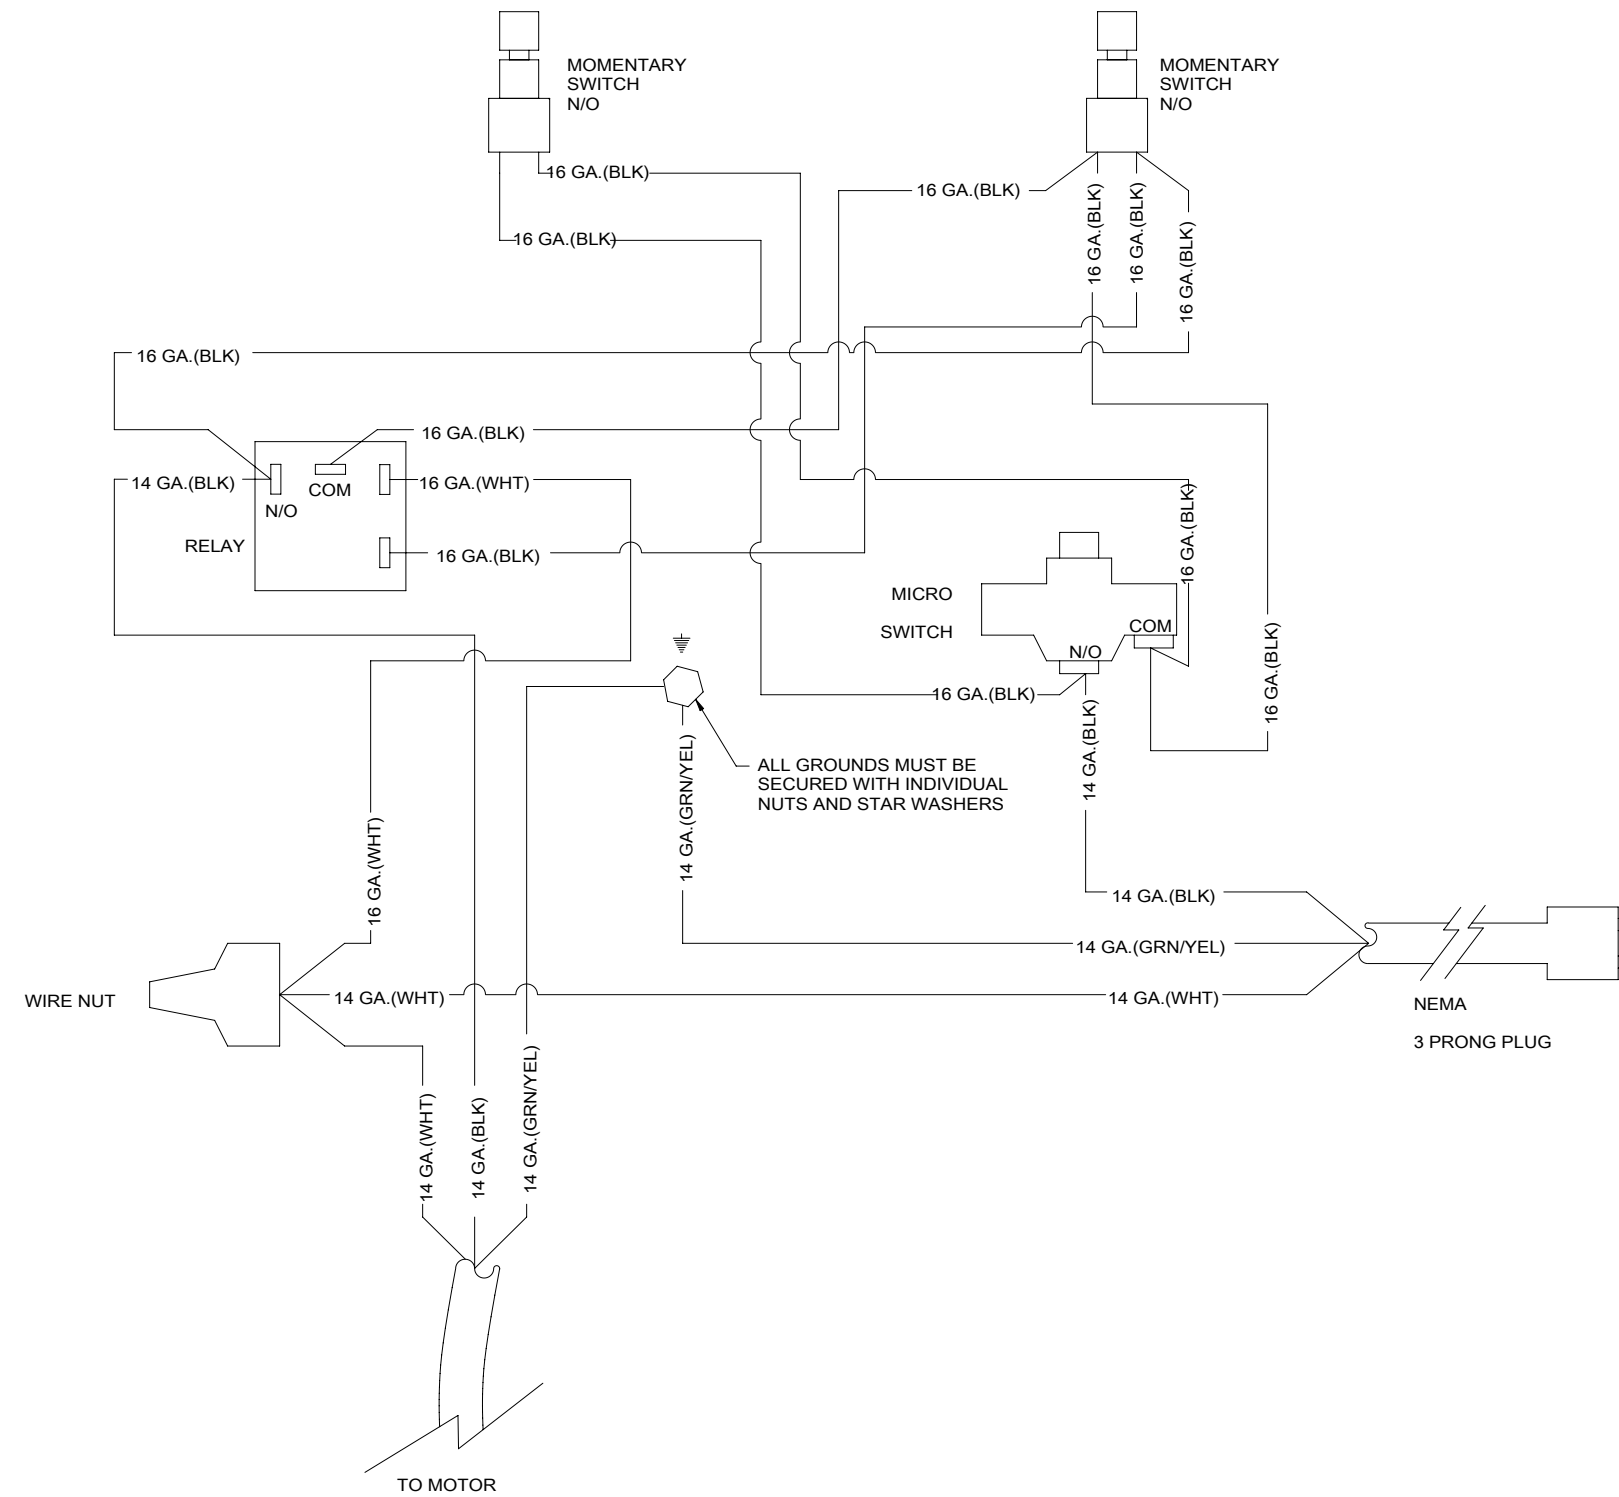 MOMENTARY
SWITCH
N/O
MOMENTARY
SWITCH
N/O
16 GA.(BLK)
16 GA.(BLK)
16 GA.(BLK)
16 GA.(BLK)
16 GA.(BLK)
16 GA.(BLK)
16 GA.(BLK)
16 GA.(BLK)
14 GA.(BLK)
COM
16 GA.(WHT)
N/O
RELAY
16 GA.(BLK)
16 GA.(BLK)
MICRO
SWITCH
COM
N/O
16 GA.(BLK)
16 GA.(BLK)
14 GA.(BLK)
ALL GROUNDS MUST BE
SECURED WITH INDIVIDUAL
NUTS AND STAR WASHERS
14 GA.(GRN/YEL)
16 GA.(WHT)
14 GA.(BLK)
14 GA.(GRN/YEL)
WIRE NUT
14 GA.(WHT)
14 GA.(WHT)
NEMA
3 PRONG PLUG
14 GA.(WHT)
14 GA.(BLK)
14 GA.(GRN/YEL)
TO MOTOR